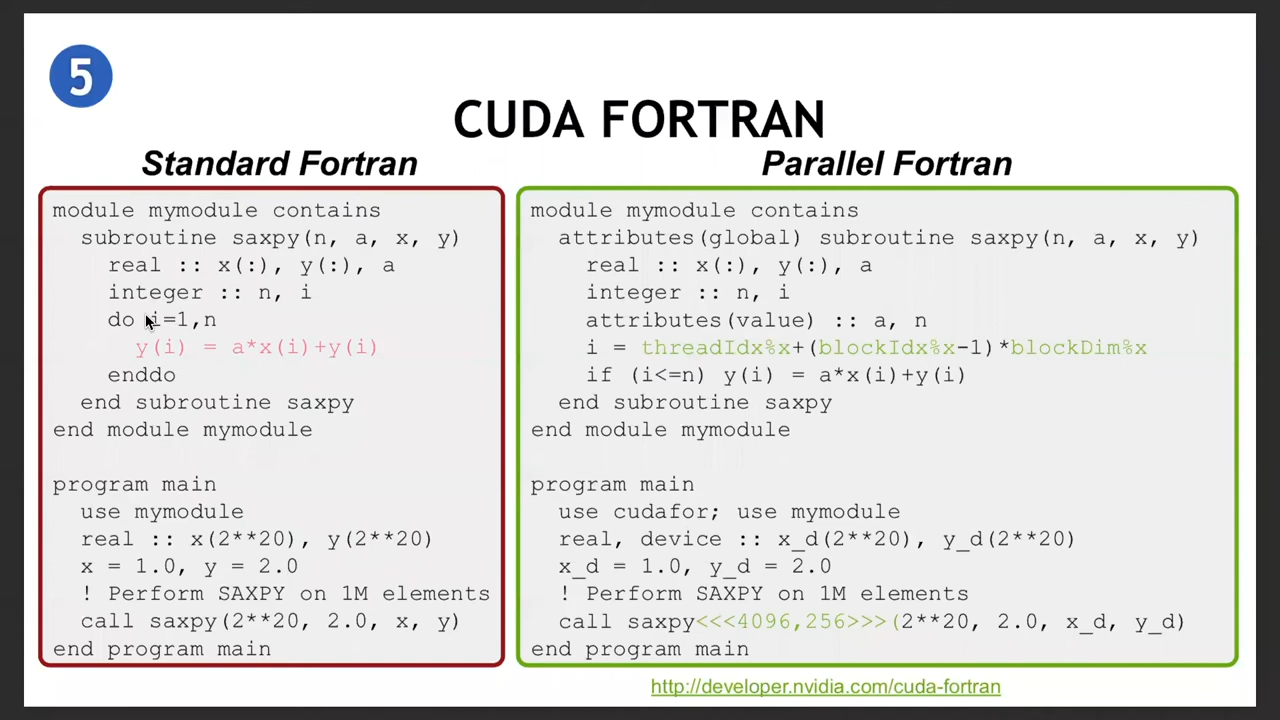 5
CUDA FORTRAN
Standard Fortran
module mymodule contains
  subroutine saxpy(n, a, x, y)
    real :: x(:), y(:), a
    integer :: n, i
    do i=1,n
      y(i) = a*x(i)+y(i)
    enddo
  end subroutine saxpy
end module mymodule

program main
  use mymodule
  real :: x(2**20), y(2**20)
  x = 1.0, y = 2.0
  ! Perform SAXPY on 1M elements
  call saxpy(2**20, 2.0, x, y)
end program main
Parallel Fortran
module mymodule contains
  attributes(global) subroutine saxpy(n, a, x, y)
    real :: x(:), y(:), a
    integer :: n, i
    attributes(value) :: a, n
    i = threadIdx%x+(blockIdx%x-1)*blockDim%x
    if (i<=n) y(i) = a*x(i)+y(i)
  end subroutine saxpy
end module mymodule

program main
  use cudafor; use mymodule
  real, device :: x_d(2**20), y_d(2**20)
  x_d = 1.0, y_d = 2.0
  ! Perform SAXPY on 1M elements
  call saxpy<<<4096,256>>>(2**20, 2.0, x_d, y_d)
end program main
http://developer.nvidia.com/cuda-fortran